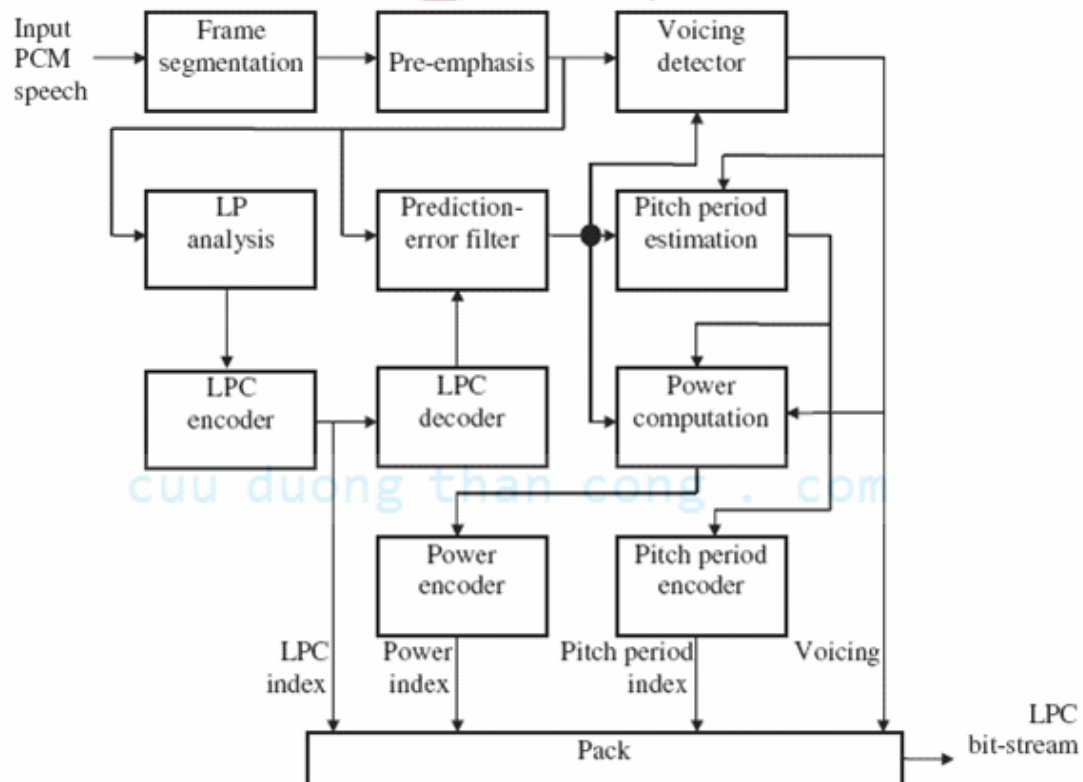 Input
PCM
speech
Frame
segmentation
Pre-emphasis
Voicing
detector
LP
analysis
Prediction-
error filter
Pitch period
estimation
LPC
encoder
LPC
decoder
Power
computation
cuu duong than cong . com
Power
encoder
Pitch period
encoder
LPC
index
Power
index
Pitch period
index
Voicing
Pack
LPC
bit-stream